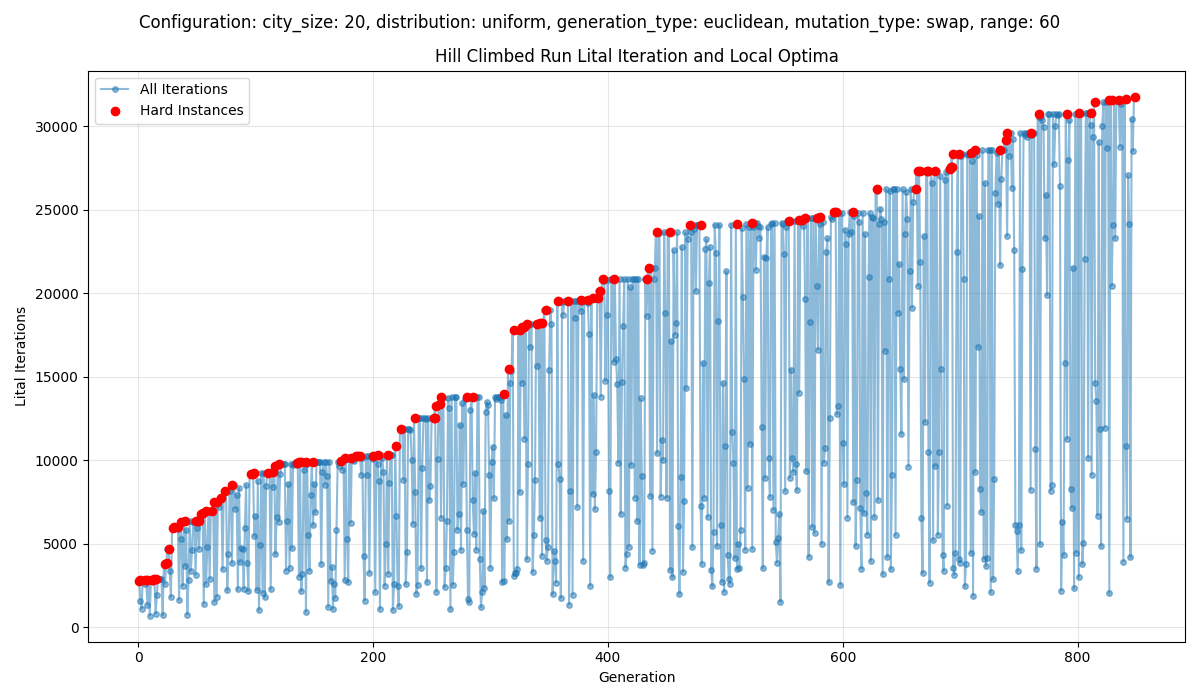 Configuration: city_size: 20, distribution: uniform, generation_type: euclidean, mutation_type: swap, range: 60
Hill Climbed Run Lital Iteration and Local Optima
All Iterations
Hard Instances
30000
25000
20000
15000
10000
5000
0
Lital Iterations
0 200 400 600 800
Generation